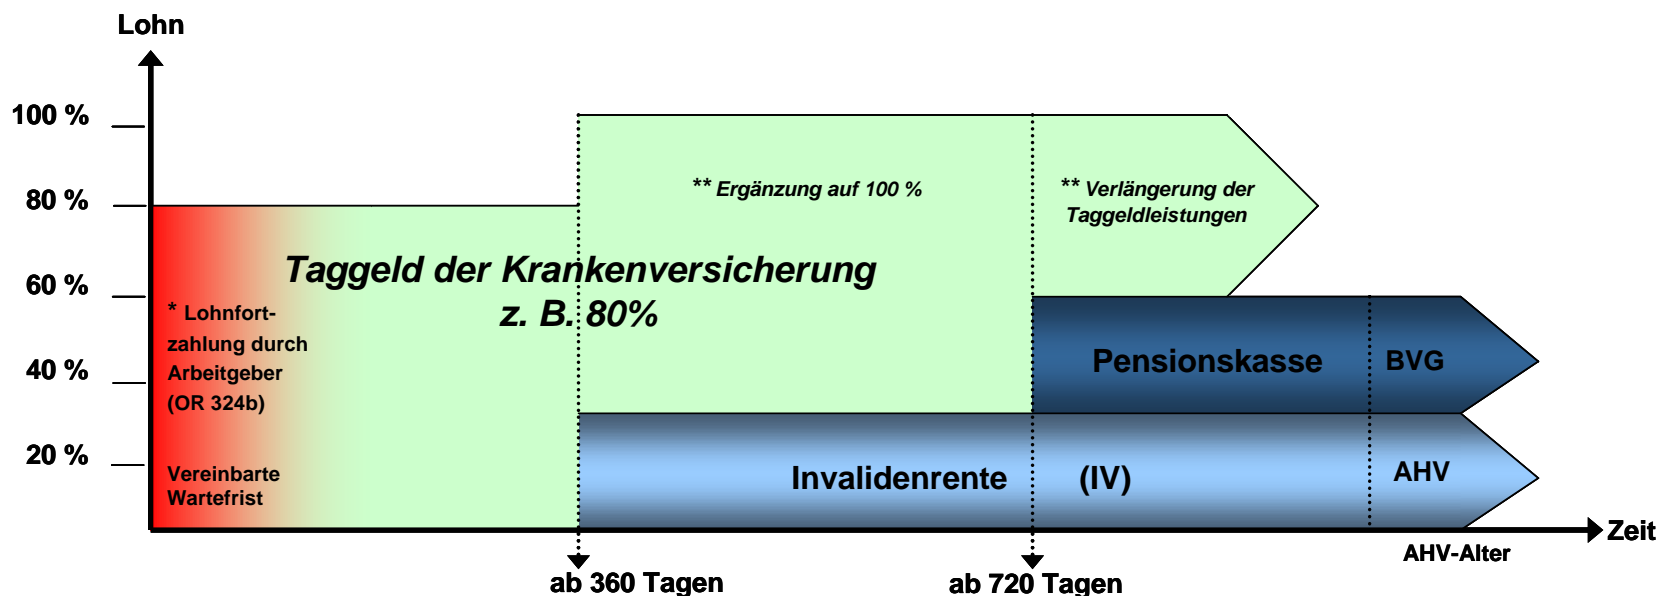 Lohn
100 %
80 %
60 %
40 %
20 %
** Ergänzung auf 100 %
** Verlängerung der
Taggeldleistungen
Taggeld der Krankenversicherung
z. B. 80%
* Lohnfort-
zahlung durch
Arbeitgeber
(OR 324b)
Vereinbarte
Wartefrist
Pensionskasse
BVG
Invalidenrente (IV)
AHV
Zeit
AHV-Alter
ab 360 Tagen
ab 720 Tagen